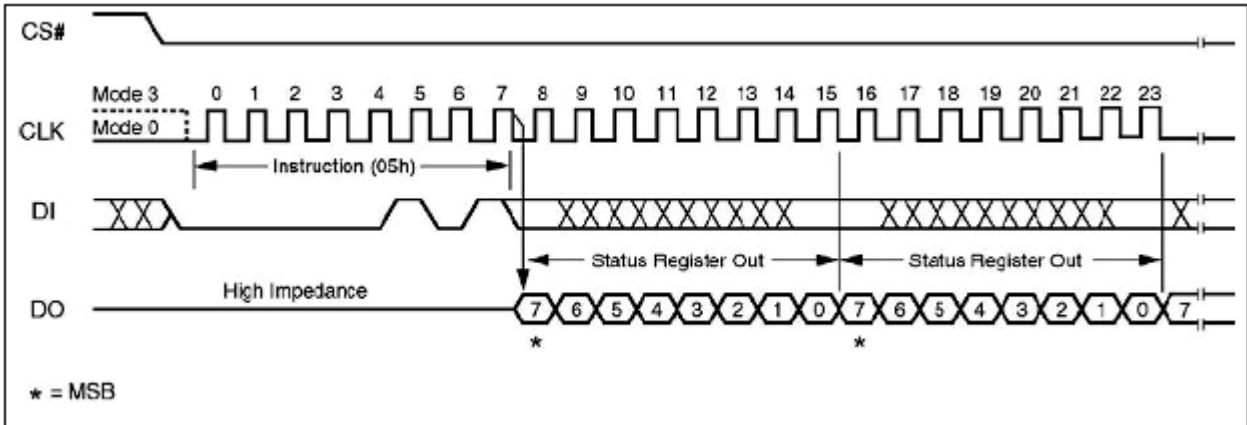 CS#
Mode 3
0 1 2 3 4 5 6 7 8 9 10 11 12 13 14 15 16 17 18 19 20 21 22 23
CLK
Mode 0
Instruction (05h)
DI
Status Register Out
Status Register Out
High Impedance
DO
7 6 5 4 3 2 1 0 7 6 5 4 3 2 1 0 7
* *
* = MSB